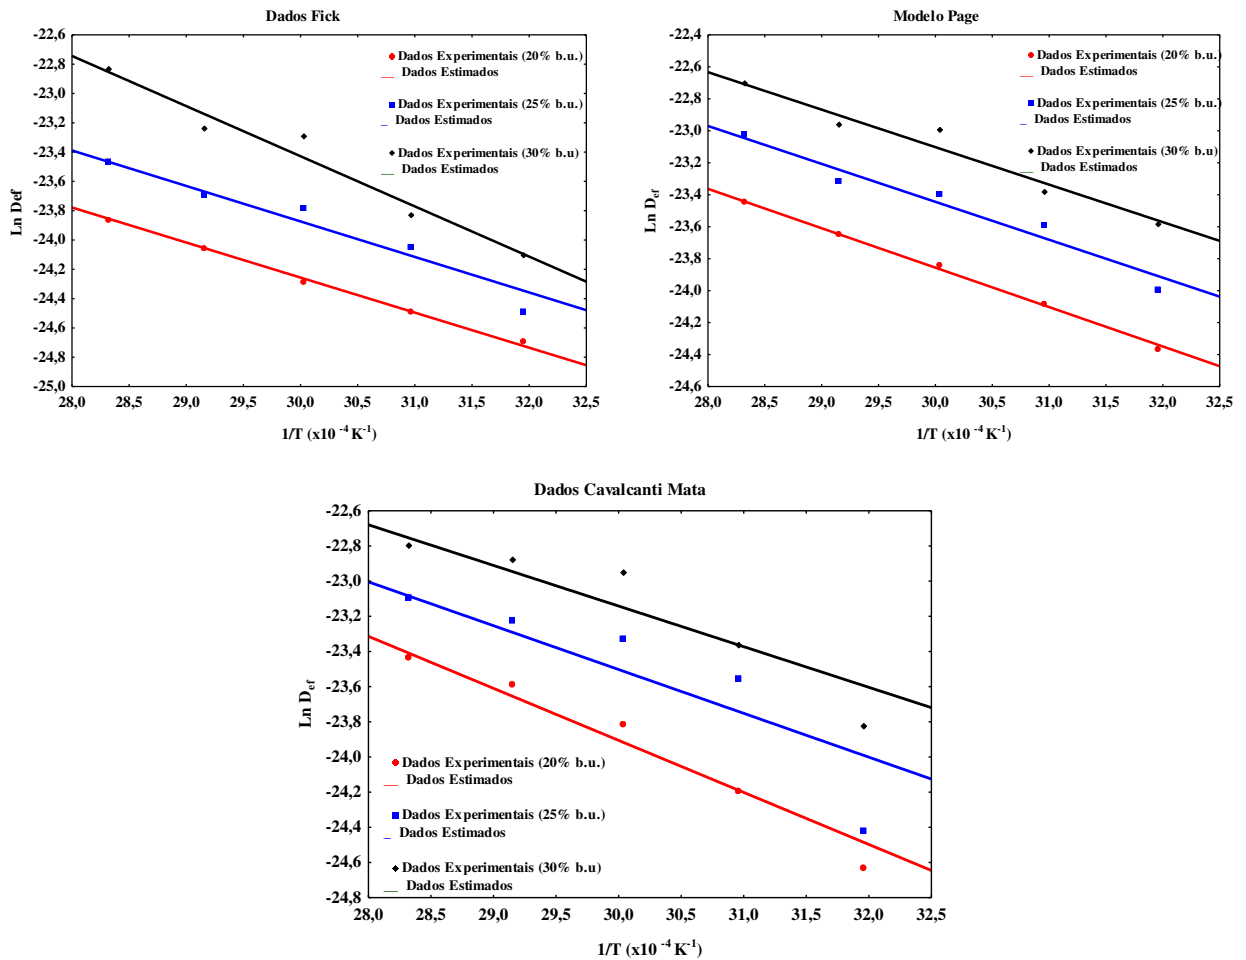 Dados Fick
-22,6
-22,8
-23,0
-23,2
-23,4
-23,6
-23,8
-24,0
-24,2
-24,4
-24,6
-24,8
-25,0
Ln Def
Dados Experimentais (20% b.u.)
Dados Estimados
Dados Experimentais (25% b.u.)
Dados Estimados
Dados Experimentais (30% b.u)
Dados Estimados
28,0 28,5 29,0 29,5 30,0 30,5 31,0 31,5 32,0 32,5
1/T (x10 -4 K-1)
Modelo Page
-22,4
-22,6
-22,8
-23,0
-23,2
-23,4
-23,6
-23,8
-24,0
-24,2
-24,4
-24,6
Ln Def
Dados Experimentais (20% b.u.)
Dados Estimados
Dados Experimentais (25% b.u.)
Dados Estimados
Dados Experimentais (30% b.u)
Dados Estimados
28,0 28,5 29,0 29,5 30,0 30,5 31,0 31,5 32,0 32,5
1/T (x10 -4 K-1)
Dados Cavalcanti Mata
-22,6
-22,8
-23,0
-23,2
-23,4
-23,6
-23,8
-24,0
-24,2
-24,4
-24,6
-24,8
Ln Def
Dados Experimentais (20% b.u.)
Dados Estimados
Dados Experimentais (25% b.u.)
Dados Estimados
Dados Experimentais (30% b.u)
Dados Estimados
28,0 28,5 29,0 29,5 30,0 30,5 31,0 31,5 32,0 32,5
1/T (x10 -4 K-1)